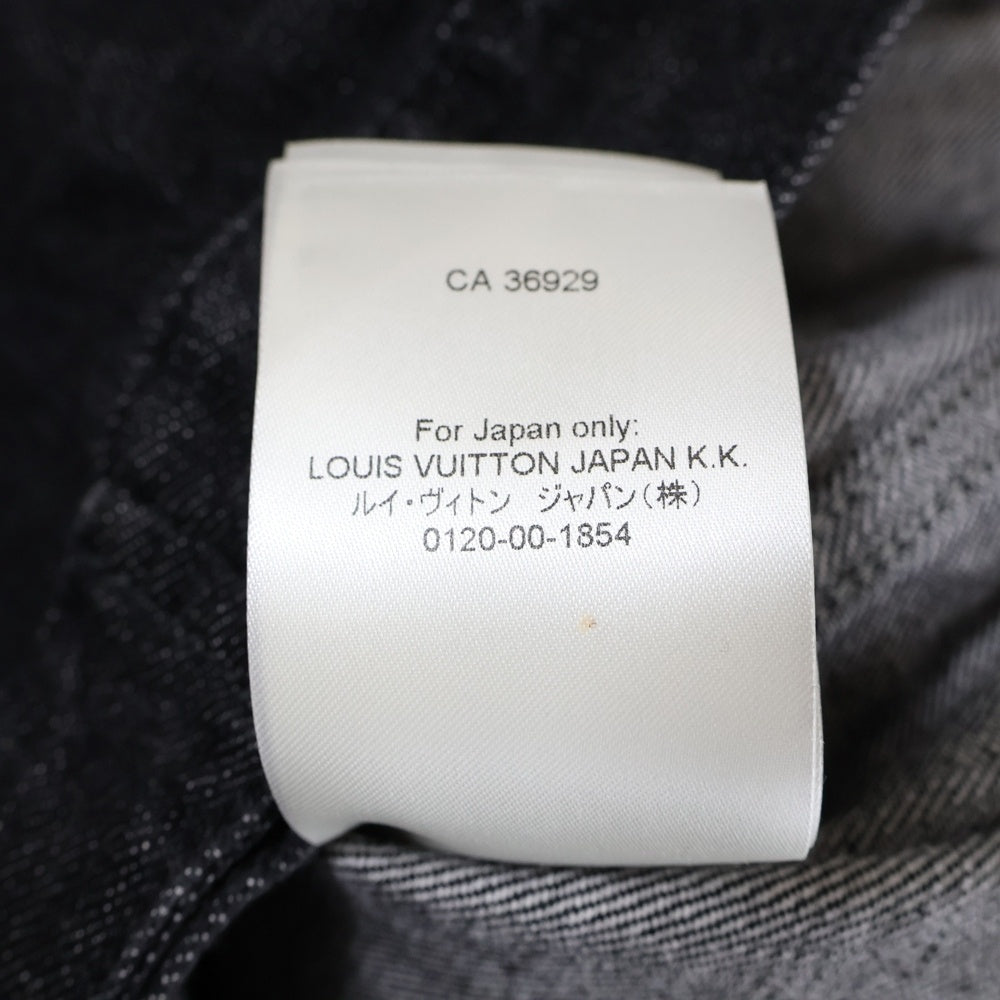 CA 36929
For Japan only:
LOUIS VUITTON JAPAN K.K.
ルイ・ヴィトン　ジャパン（株）
0120-00-1854